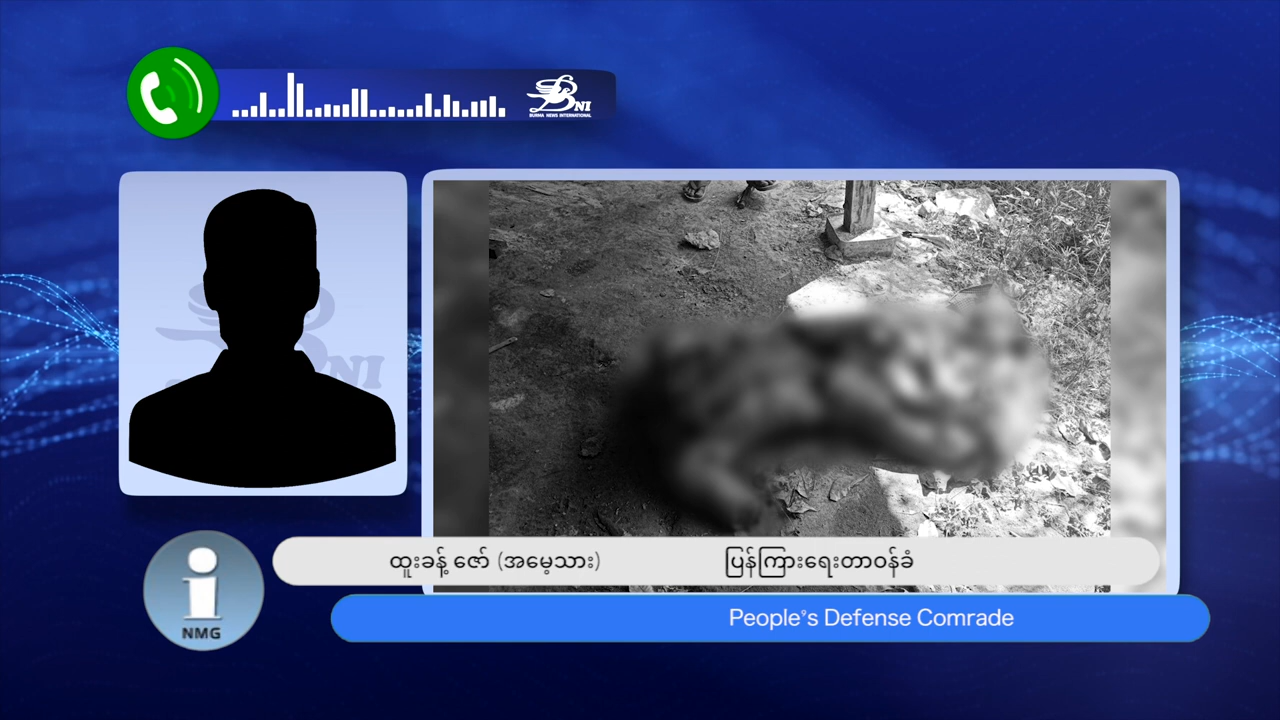 BNI
BURMA NEWS INTERNATIONAL
NI
ထူးခန့် ဇော် (အမေ့သား) ပြန်ကြားရေးတာဝန်ခံ
NMG
People's Defense Comrade